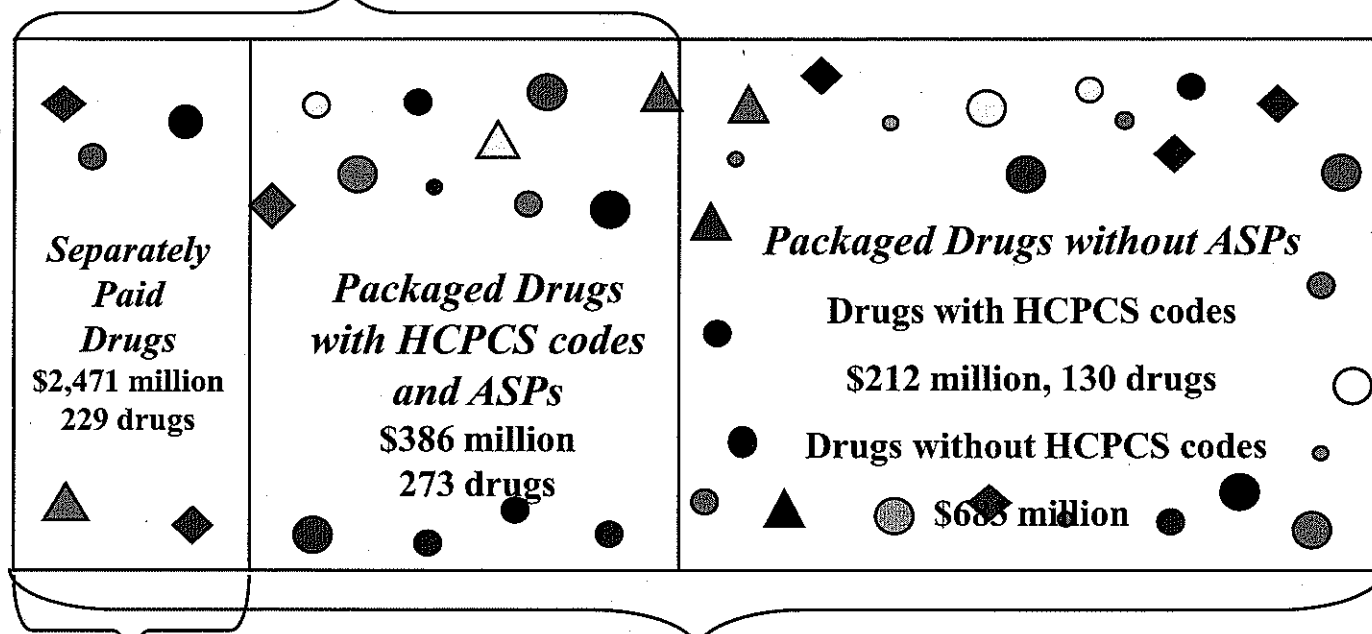 Separately
Paid
Drugs
$2,471 million
229 drugs
Packaged Drugs
with HCPCS codes
and ASPs
$386 million
273 drugs
Packaged Drugs without ASPs
Drugs with HCPCS codes
$212 million, 130 drugs
Drugs without HCPCS codes
million